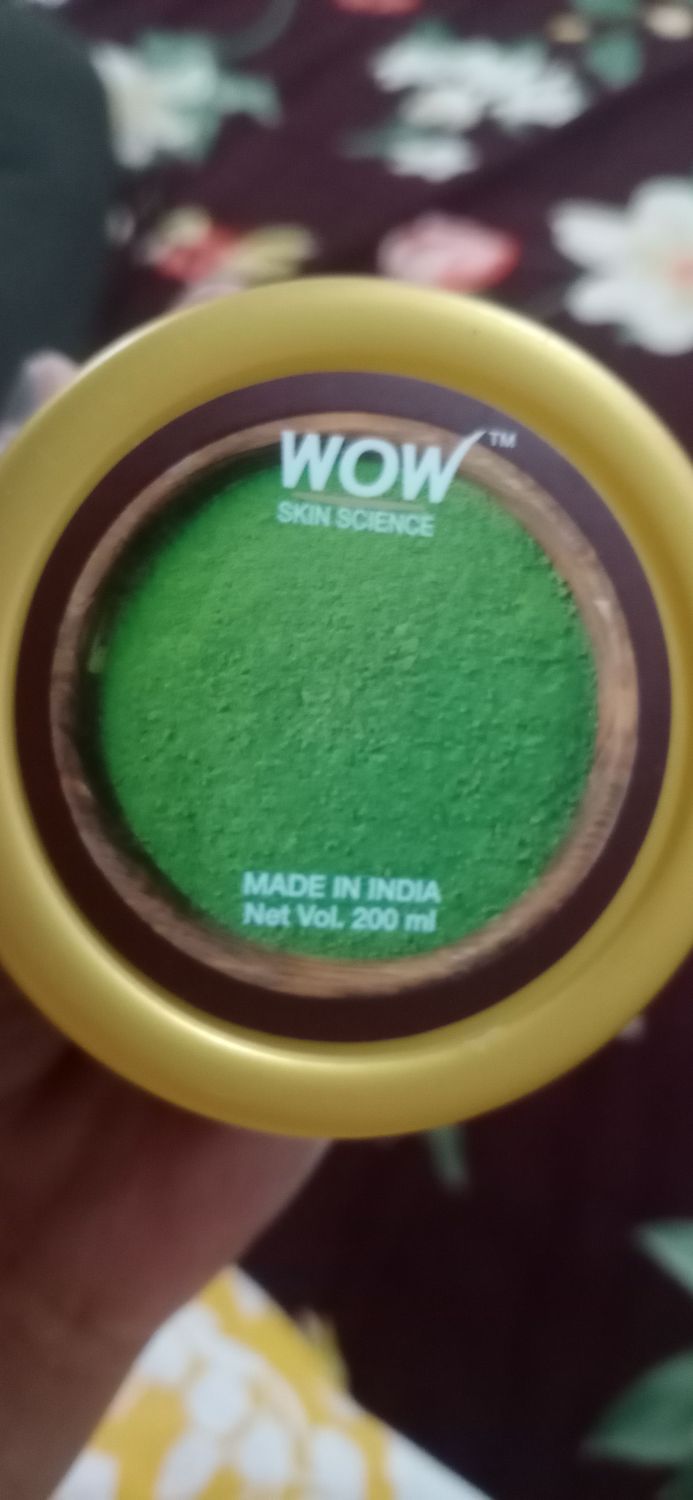 WOW™
SKIN SCIENCE
MADE IN INDIA
Net Vol. 200 ml